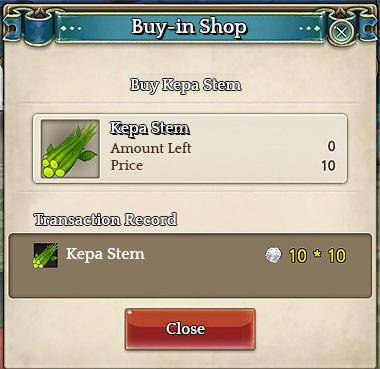 Buy-in Shop
Buy Kepa Stem
Kepa Stem
Amount Left 0
Price 10
Transaction Record
Kepa Stem 10 * 10
Close